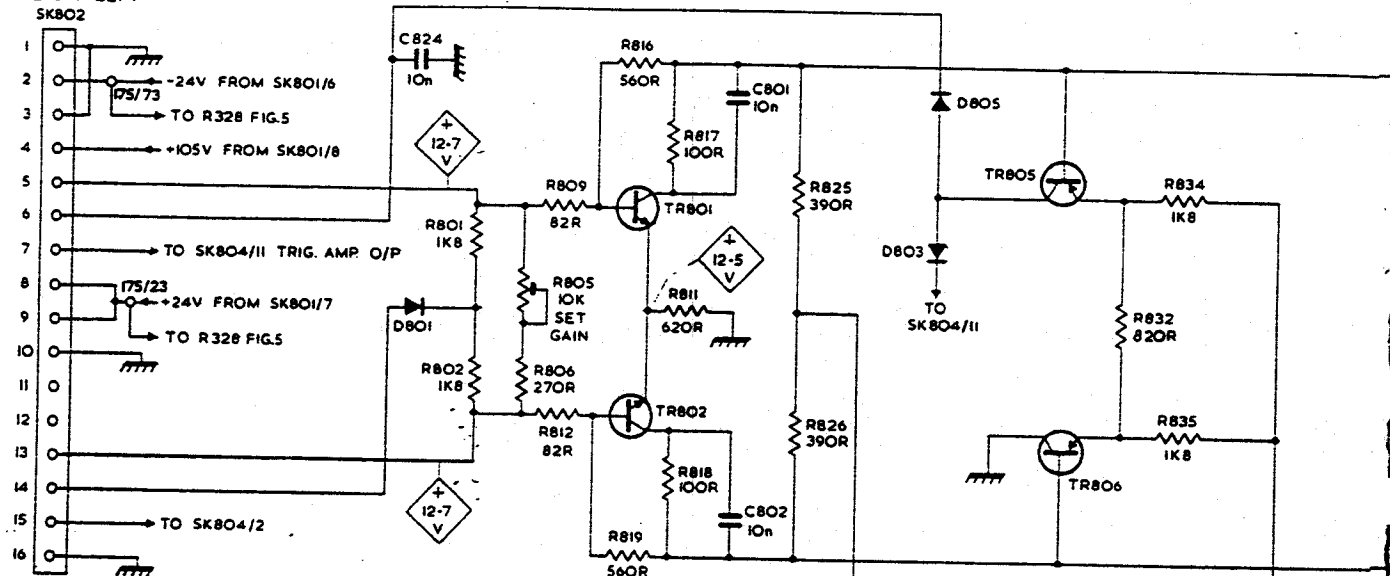 SK802
1
2
3
4
5
6
7
8
9
10
11
12
13
14
15
16
-24V FROM SK801/6
175/73
TO R328 FIG.5
+105V FROM SK801/8
TO SK804/11 TRIG. AMP. O/P
175/23
+24V FROM SK801/7
TO R328 FIG.5
TO SK804/2
C824
10n
+
12-7
V
R801
1K8
D801
R802
1K8
+
12-7
V
R805
10K
SET
GAIN
R806
270R
R809
82R
R812
82R
R816
560R
R817
100R
C801
10n
TR801
+
12-5
V
R811
620R
TR802
R818
100R
C802
10n
R819
560R
R825
390R
R826
390R
D805
D803
TO
SK804/11
TR805
R834
1K8
R832
820R
R835
1K8
TR806